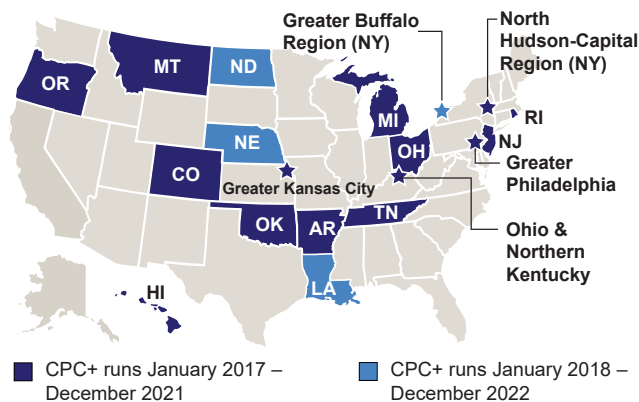 Greater Buffalo
Region (NY)
North
Hudson-Capital
Region (NY)
OR
MT
ND
MI
RI
NE
OH
NJ
CO
Greater Kansas City
Greater
Philadelphia
OK
AR
TN
Ohio &
Northern
Kentucky
HI
LA
CPC+ runs January 2017 –
December 2021
CPC+ runs January 2018 –
December 2022